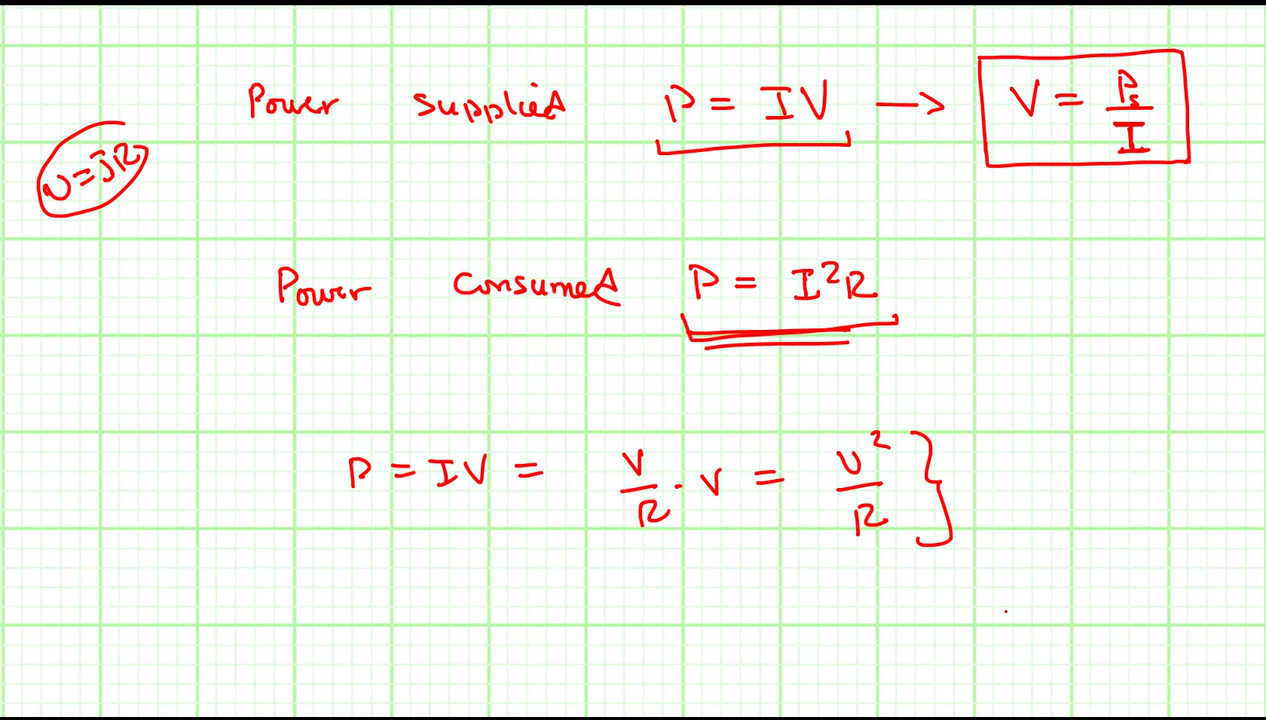 Power supplied P = IV → V = Ps/I
V = IR
Power consumed P = I²R
P = IV = V/R · V = V²/R }